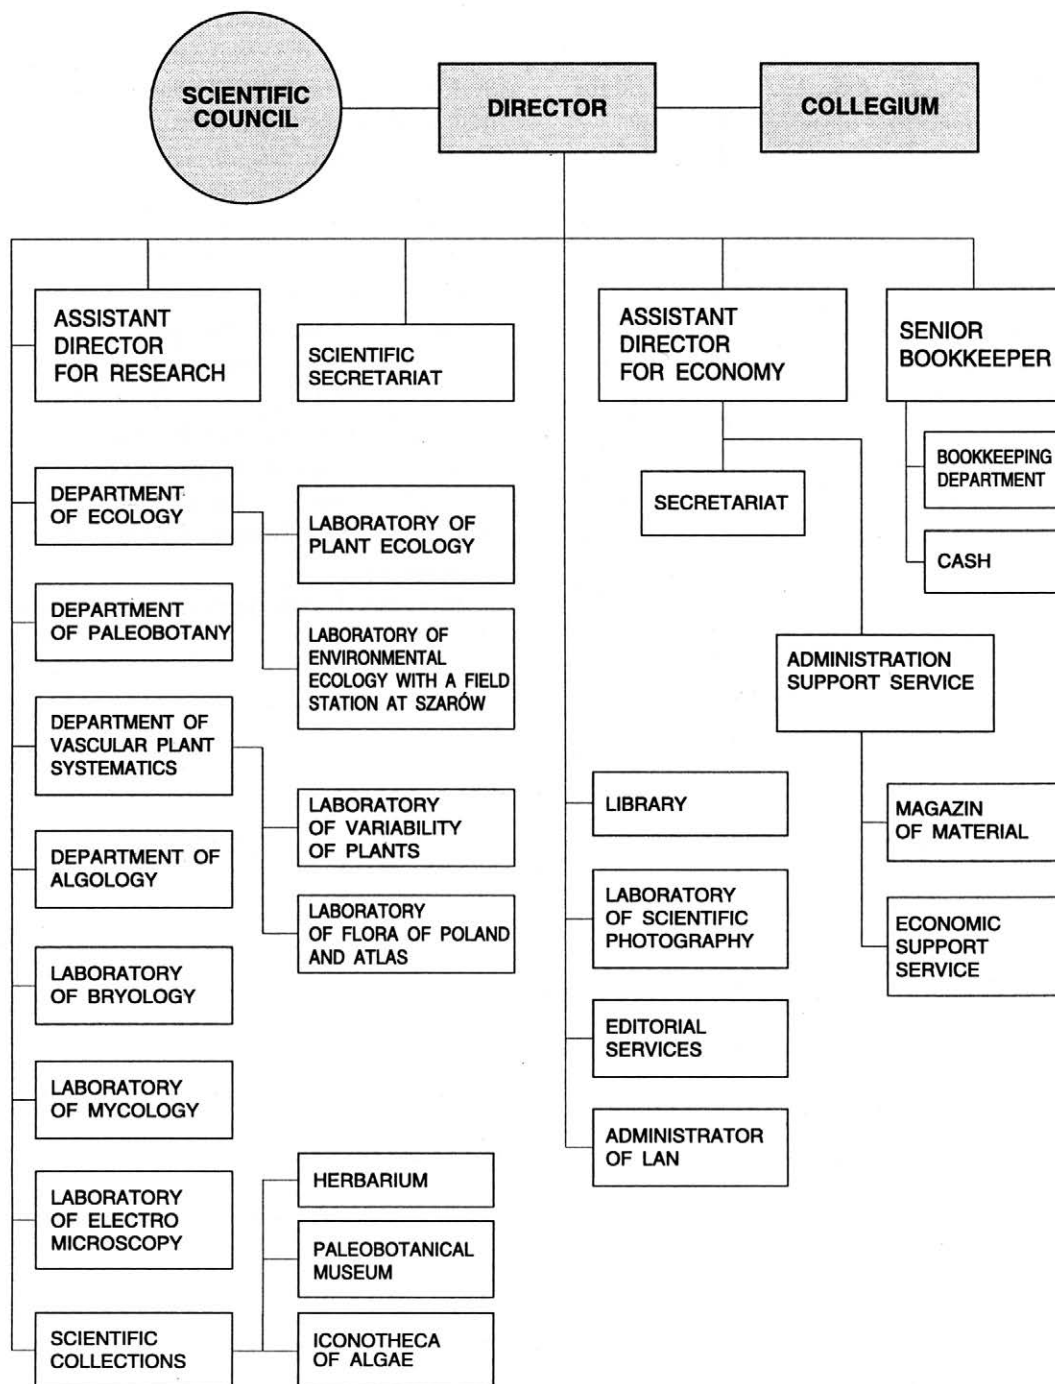 SCIENTIFIC
COUNCIL
DIRECTOR
COLLEGIUM
ASSISTANT
DIRECTOR
FOR RESEARCH
SCIENTIFIC
SECRETARIAT
ASSISTANT
DIRECTOR
FOR ECONOMY
SENIOR
BOOKKEEPER
BOOKKEEPING
DEPARTMENT
CASH
SECRETARIAT
ADMINISTRATION
SUPPORT SERVICE
MAGAZIN
OF MATERIAL
ECONOMIC
SUPPORT
SERVICE
DEPARTMENT
OF ECOLOGY
LABORATORY OF
PLANT ECOLOGY
LABORATORY OF
ENVIRONMENTAL
ECOLOGY WITH A FIELD
STATION AT SZARÓW
DEPARTMENT
OF PALEOBOTANY
DEPARTMENT OF
VASCULAR PLANT
SYSTEMATICS
LABORATORY
OF VARIABILITY
OF PLANTS
LABORATORY
OF FLORA OF POLAND
AND ATLAS
DEPARTMENT OF
ALGOLOGY
LABORATORY
OF BRYOLOGY
LABORATORY
OF MYCOLOGY
LABORATORY
OF ELECTRO
MICROSCOPY
SCIENTIFIC
COLLECTIONS
HERBARIUM
PALEOBOTANICAL
MUSEUM
ICONOTHECA
OF ALGAE
LIBRARY
LABORATORY
OF SCIENTIFIC
PHOTOGRAPHY
EDITORIAL
SERVICES
ADMINISTRATOR
OF LAN